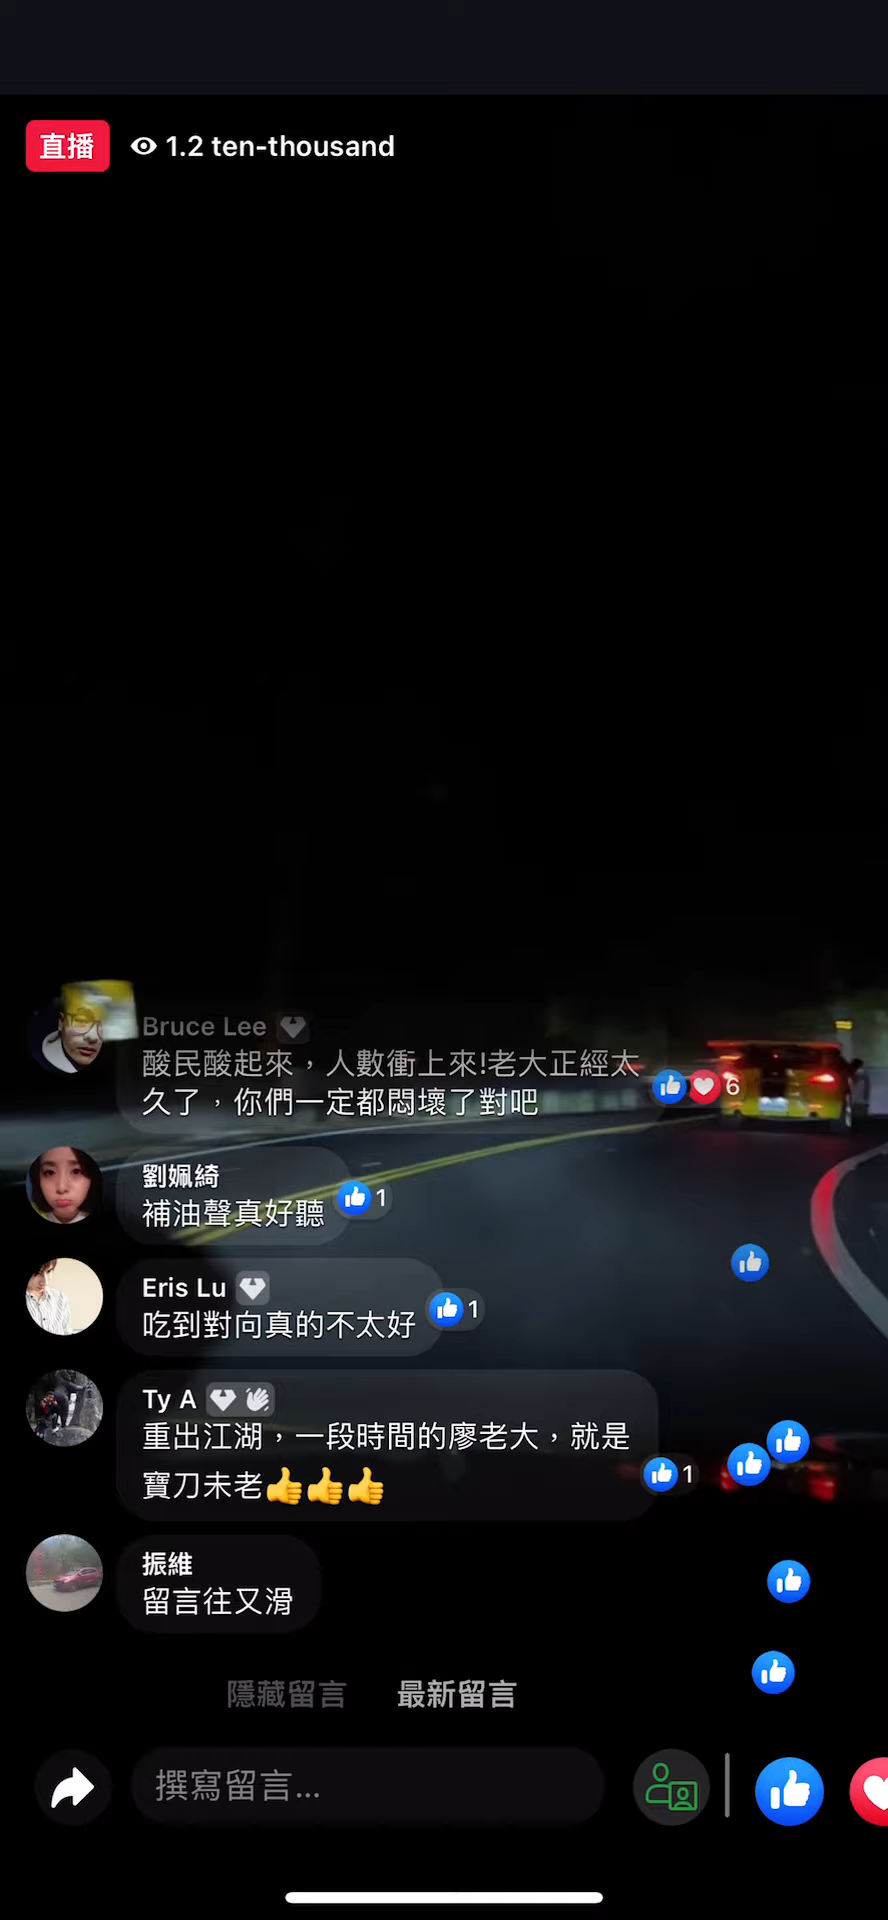 直播 1.2 ten-thousand
Bruce Lee
酸民酸起來，人數衝上來!老大正經太
久了，你們一定都悶壞了對吧
6
劉姵綺
補油聲真好聽
1
Eris Lu
吃到對向真的不太好
1
Ty A
重出江湖，一段時間的廖老大，就是
寶刀未老👍👍👍
1
振維
留言往又滑
隱藏留言 最新留言
撰寫留言...